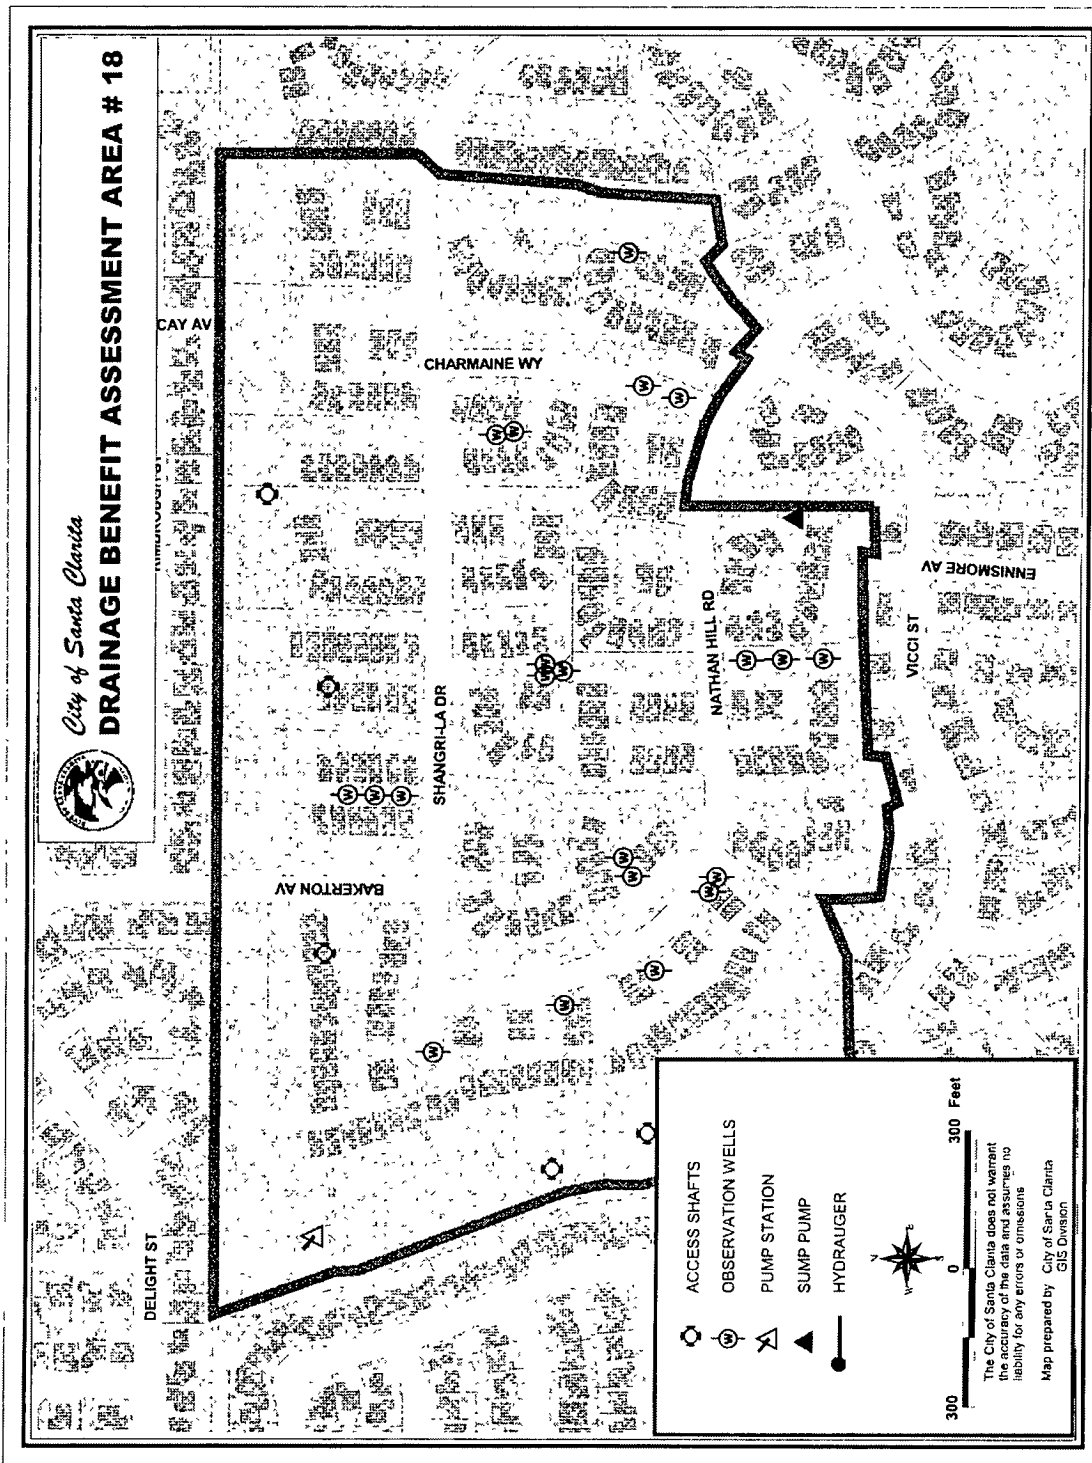 City of Santa Clarita
DRAINAGE BENEFIT ASSESSMENT AREA # 18
CAY AV
CHARMAINE WY
SHANGRI-LA DR
BAKERTON AV
NATHAN HILL RD
ENNISMORE AV
VICCI ST
DELIGHT ST
ACCESS SHAFTS
OBSERVATION WELLS
PUMP STATION
SUMP PUMP
HYDRAUGER
300 0 300 Feet
The City of Santa Clarita does not warrant
the accuracy of the data and assumes no
liability for any errors or omissions
Map prepared by City of Santa Clarita
GIS Division